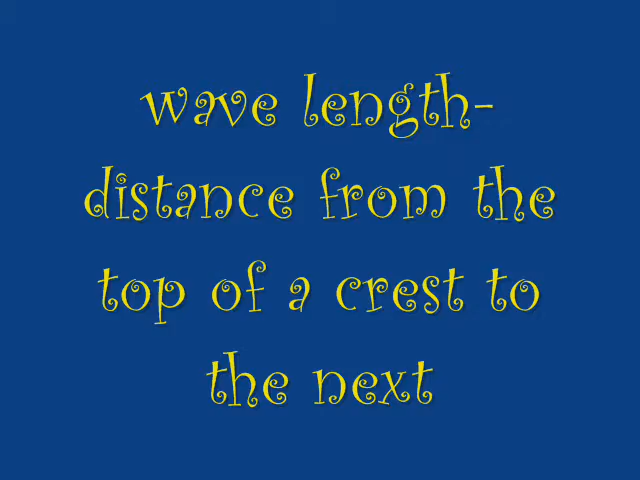 wave length-
distance from the
top of a crest to
the next